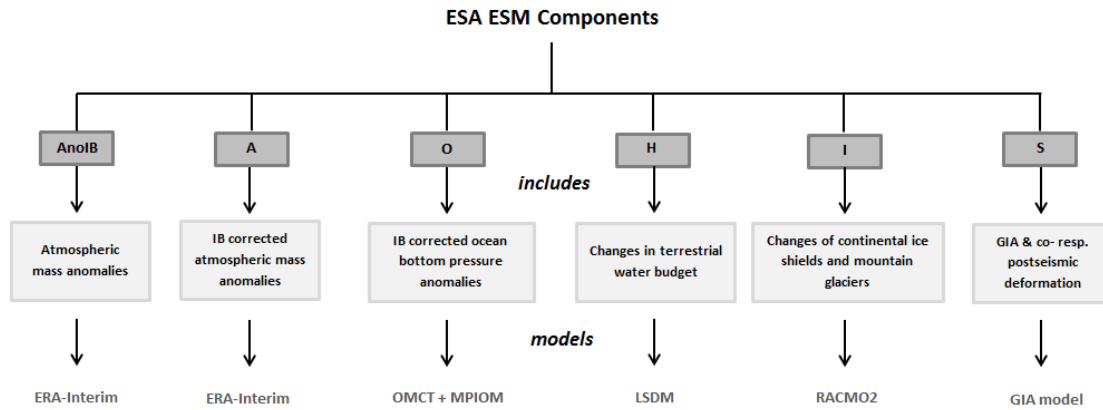 ESA ESM Components
AnoIB
A
O
H
I
S
includes
Atmospheric
mass anomalies
IB corrected
atmospheric mass
anomalies
IB corrected ocean
bottom pressure
anomalies
Changes in terrestrial
water budget
Changes of continental ice
shields and mountain
glaciers
GIA & co- resp.
postseismic
deformation
models
ERA-Interim
ERA-Interim
OMCT + MPIOM
LSDM
RACMO2
GIA model